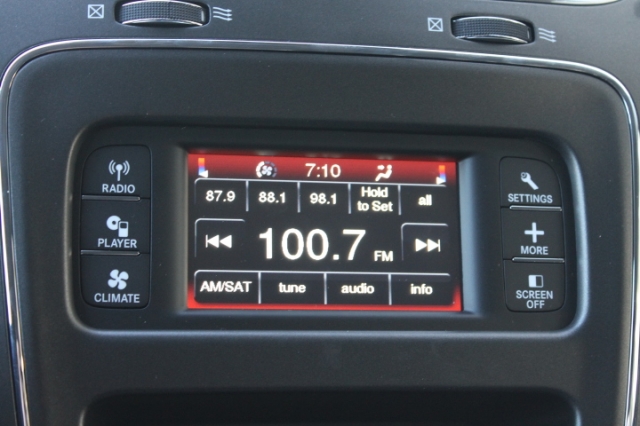 RADIO
PLAYER
CLIMATE
7:10
87.9 88.1 98.1 Hold to Set all
100.7 FM
AM/SAT tune audio info
SETTINGS
MORE
SCREEN
OFF